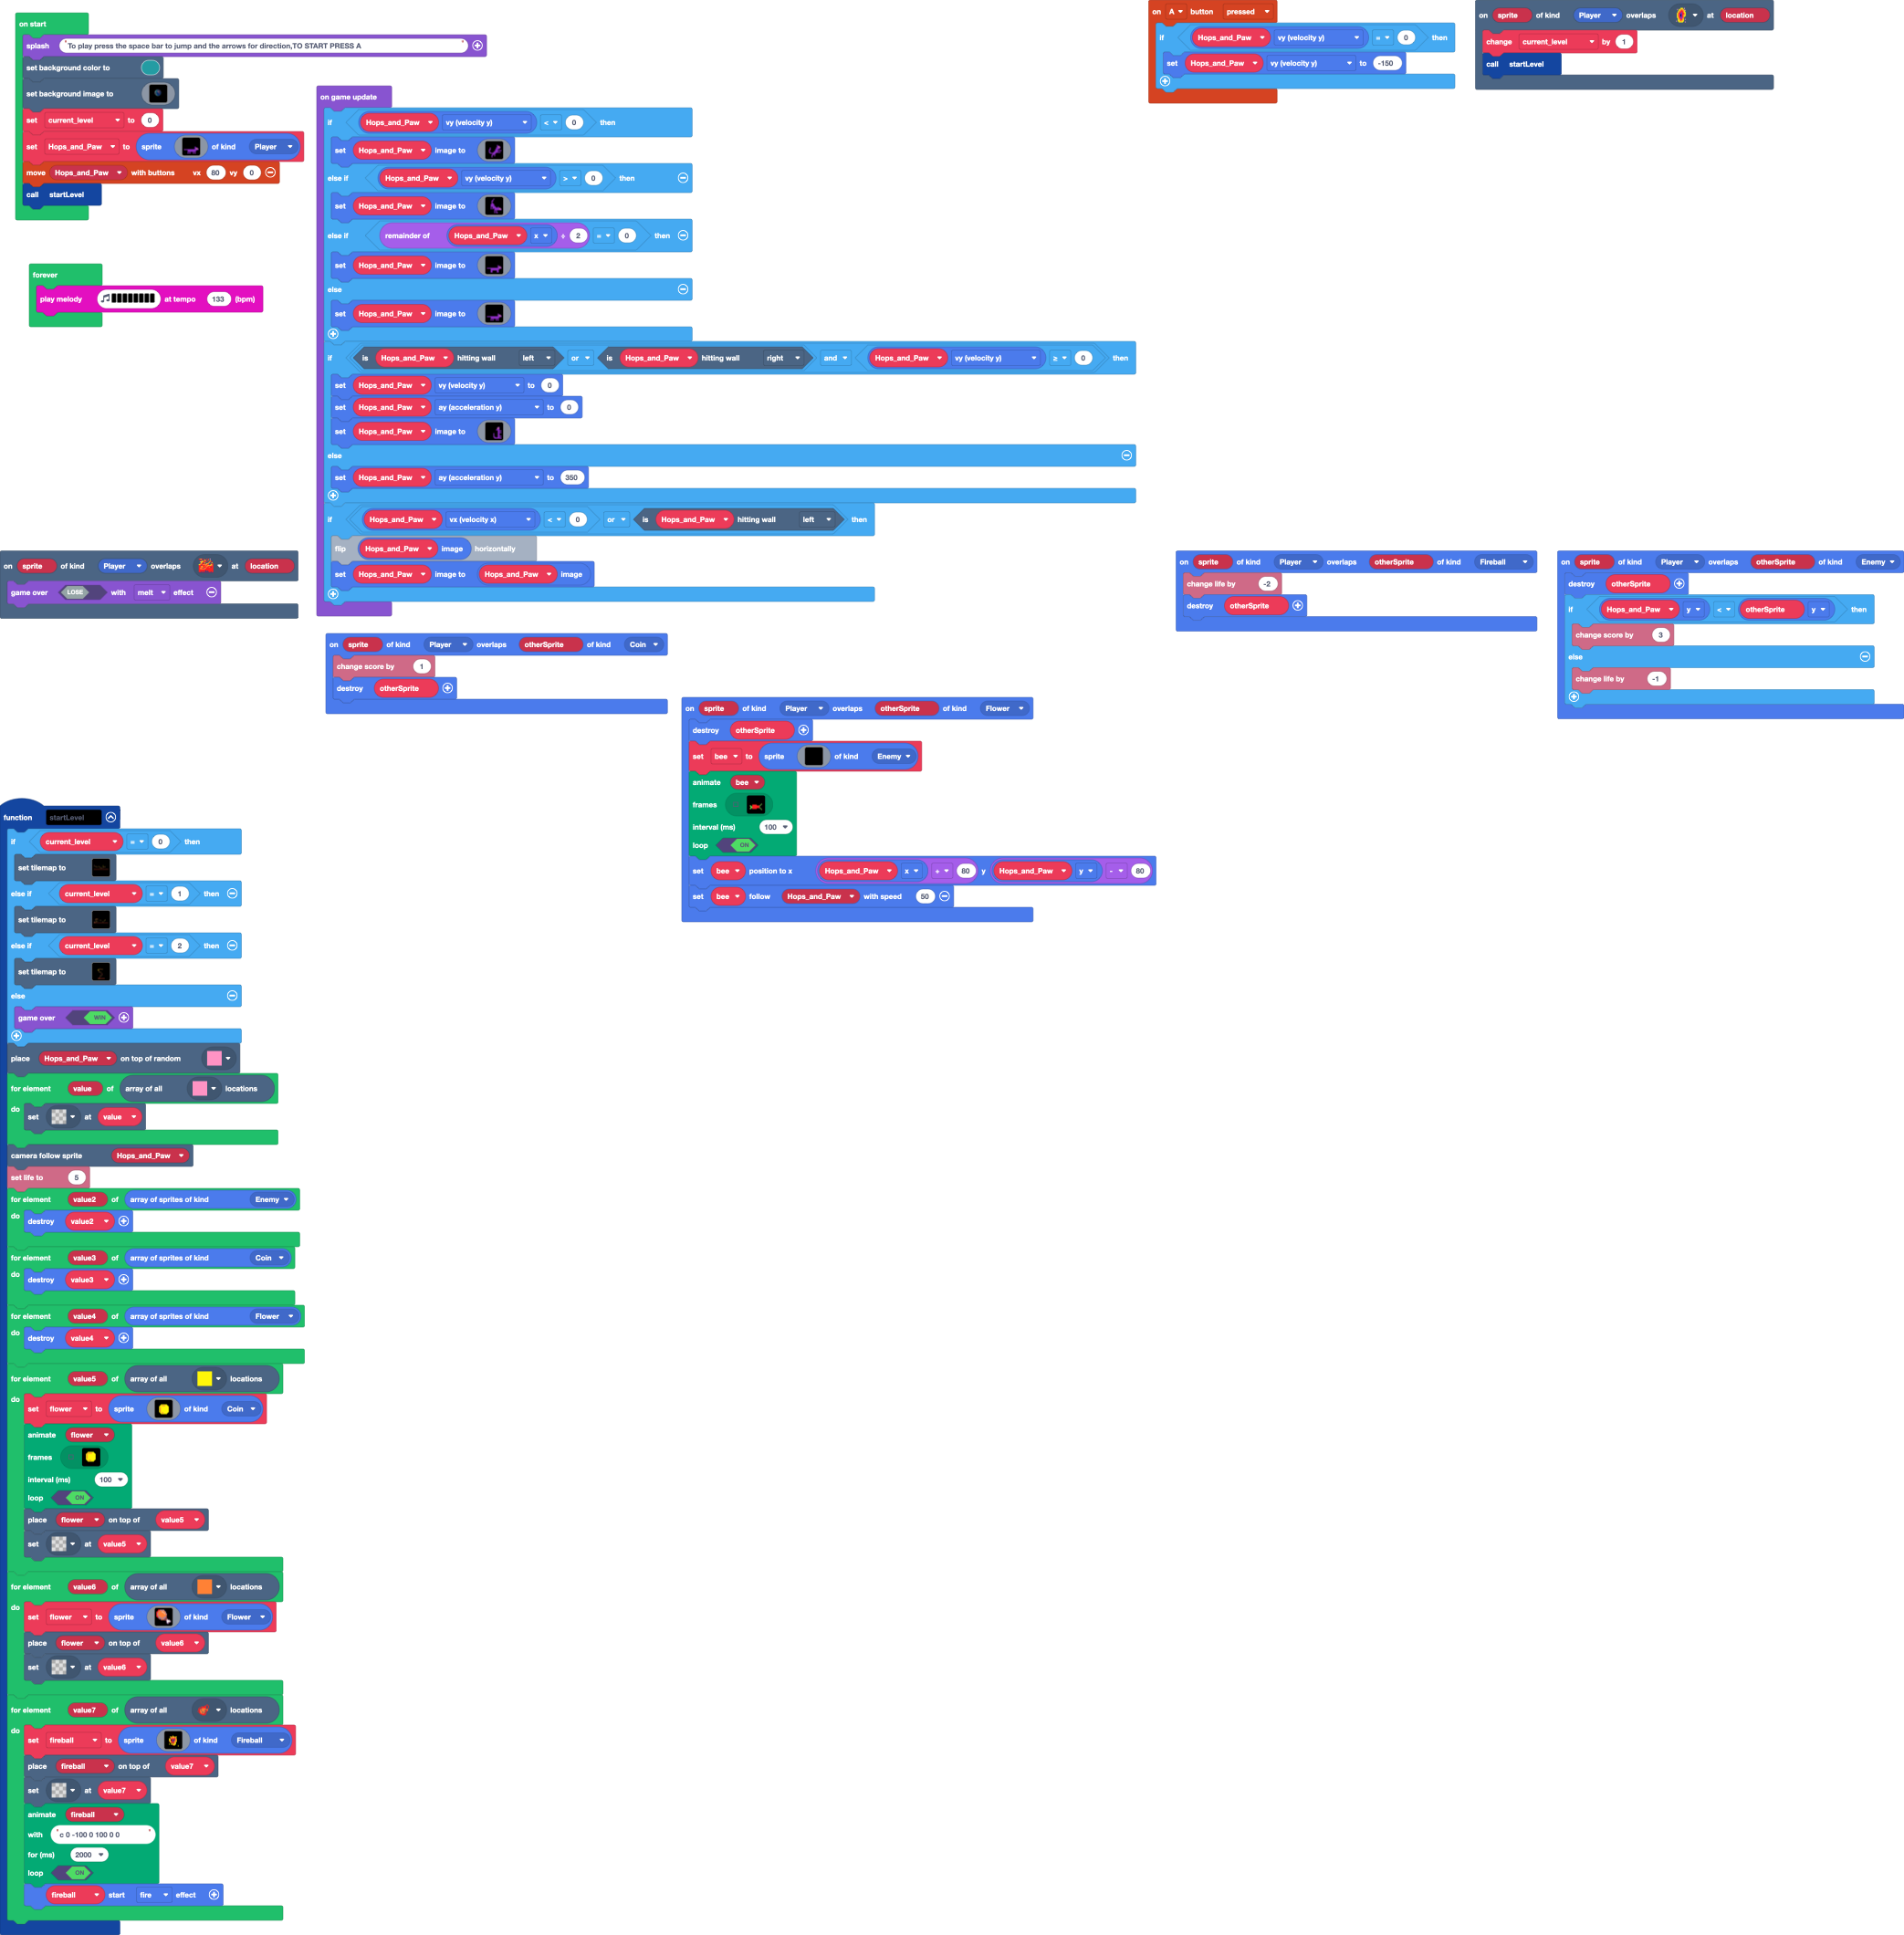 on start
splash "To play press the space bar to jump and the arrows for direction,TO START PRESS A"
set background color to
set background image to
set current_level to 0
set Hops_and_Paw to sprite of kind Player
move Hops_and_Paw with buttons vx 80 vy 0
call startLevel
forever
play melody at tempo 133 (bpm)
on game update
if Hops_and_Paw vy (velocity y) < 0 then
set Hops_and_Paw image to
else if Hops_and_Paw vy (velocity y) > 0 then
set Hops_and_Paw image to
else if remainder of Hops_and_Paw x ÷ 2 = 0 then
set Hops_and_Paw image to
else
set Hops_and_Paw image to
if is Hops_and_Paw hitting wall left or is Hops_and_Paw hitting wall right and Hops_and_Paw vy (velocity y) ≥ 0 then
set Hops_and_Paw vy (velocity y) to 0
set Hops_and_Paw ay (acceleration y) to 0
set Hops_and_Paw image to
else
set Hops_and_Paw ay (acceleration y) to 350
if Hops_and_Paw vx (velocity x) < 0 or is Hops_and_Paw hitting wall left then
flip Hops_and_Paw image horizontally
set Hops_and_Paw image to Hops_and_Paw image
on A button pressed
if Hops_and_Paw vy (velocity y) = 0 then
set Hops_and_Paw vy (velocity y) to -150
on sprite of kind Player overlaps at location
change current_level by 1
call startLevel
on sprite of kind Player overlaps at location
game over LOSE with melt effect
on sprite of kind Player overlaps otherSprite of kind Coin
change score by 1
destroy otherSprite
on sprite of kind Player overlaps otherSprite of kind Flower
destroy otherSprite
set bee to sprite of kind Enemy
animate bee
frames
interval (ms) 100
loop ON
set bee position to x Hops_and_Paw x + 80 y Hops_and_Paw y - 80
set bee follow Hops_and_Paw with speed 50
on sprite of kind Player overlaps otherSprite of kind Fireball
change life by -2
destroy otherSprite
on sprite of kind Player overlaps otherSprite of kind Enemy
destroy otherSprite
if Hops_and_Paw y < otherSprite y then
change score by 3
else
change life by -1
function startLevel
if current_level = 0 then
set tilemap to
else if current_level = 1 then
set tilemap to
else if current_level = 2 then
set tilemap to
else
game over WIN
place Hops_and_Paw on top of random
for element value of array of all locations
do set at value
camera follow sprite Hops_and_Paw
set life to 5
for element value2 of array of sprites of kind Enemy
do destroy value2
for element value3 of array of sprites of kind Coin
do destroy value3
for element value4 of array of sprites of kind Flower
do destroy value4
for element value5 of array of all locations
do set flower to sprite of kind Coin
animate flower
frames
interval (ms) 100
loop ON
place flower on top of value5
set at value5
for element value6 of array of all locations
do set flower to sprite of kind Flower
place flower on top of value6
set at value6
for element value7 of array of all locations
do set fireball to sprite of kind Fireball
place fireball on top of value7
set at value7
animate fireball
with "c 0 -100 0 100 0 0"
for (ms) 2000
loop ON
fireball start fire effect